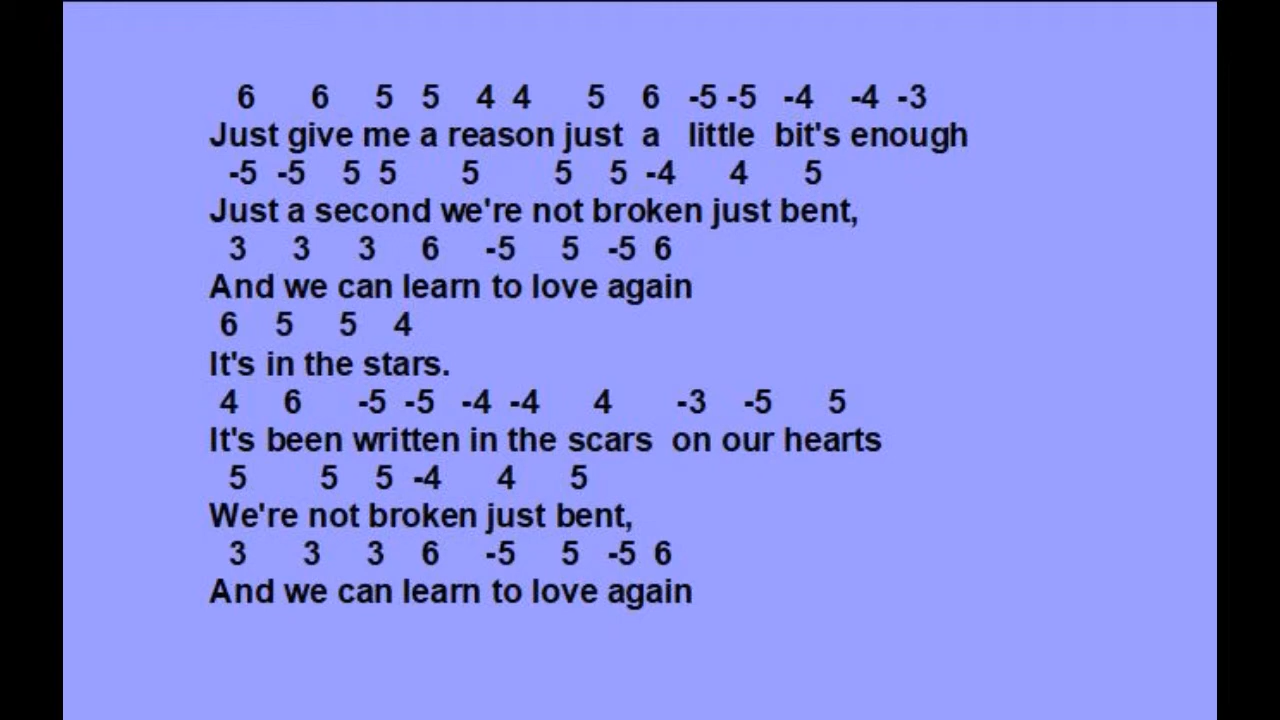 6 6 5 5 4 4 5 6 -5 -5 -4 -4 -3
Just give me a reason just a little bit's enough
-5 -5 5 5 5 5 5 -4 4 5
Just a second we're not broken just bent,
3 3 3 6 -5 5 -5 6
And we can learn to love again
6 5 5 4
It's in the stars.
4 6 -5 -5 -4 -4 4 -3 -5 5
It's been written in the scars on our hearts
5 5 5 -4 4 5
We're not broken just bent,
3 3 3 6 -5 5 -5 6
And we can learn to love again